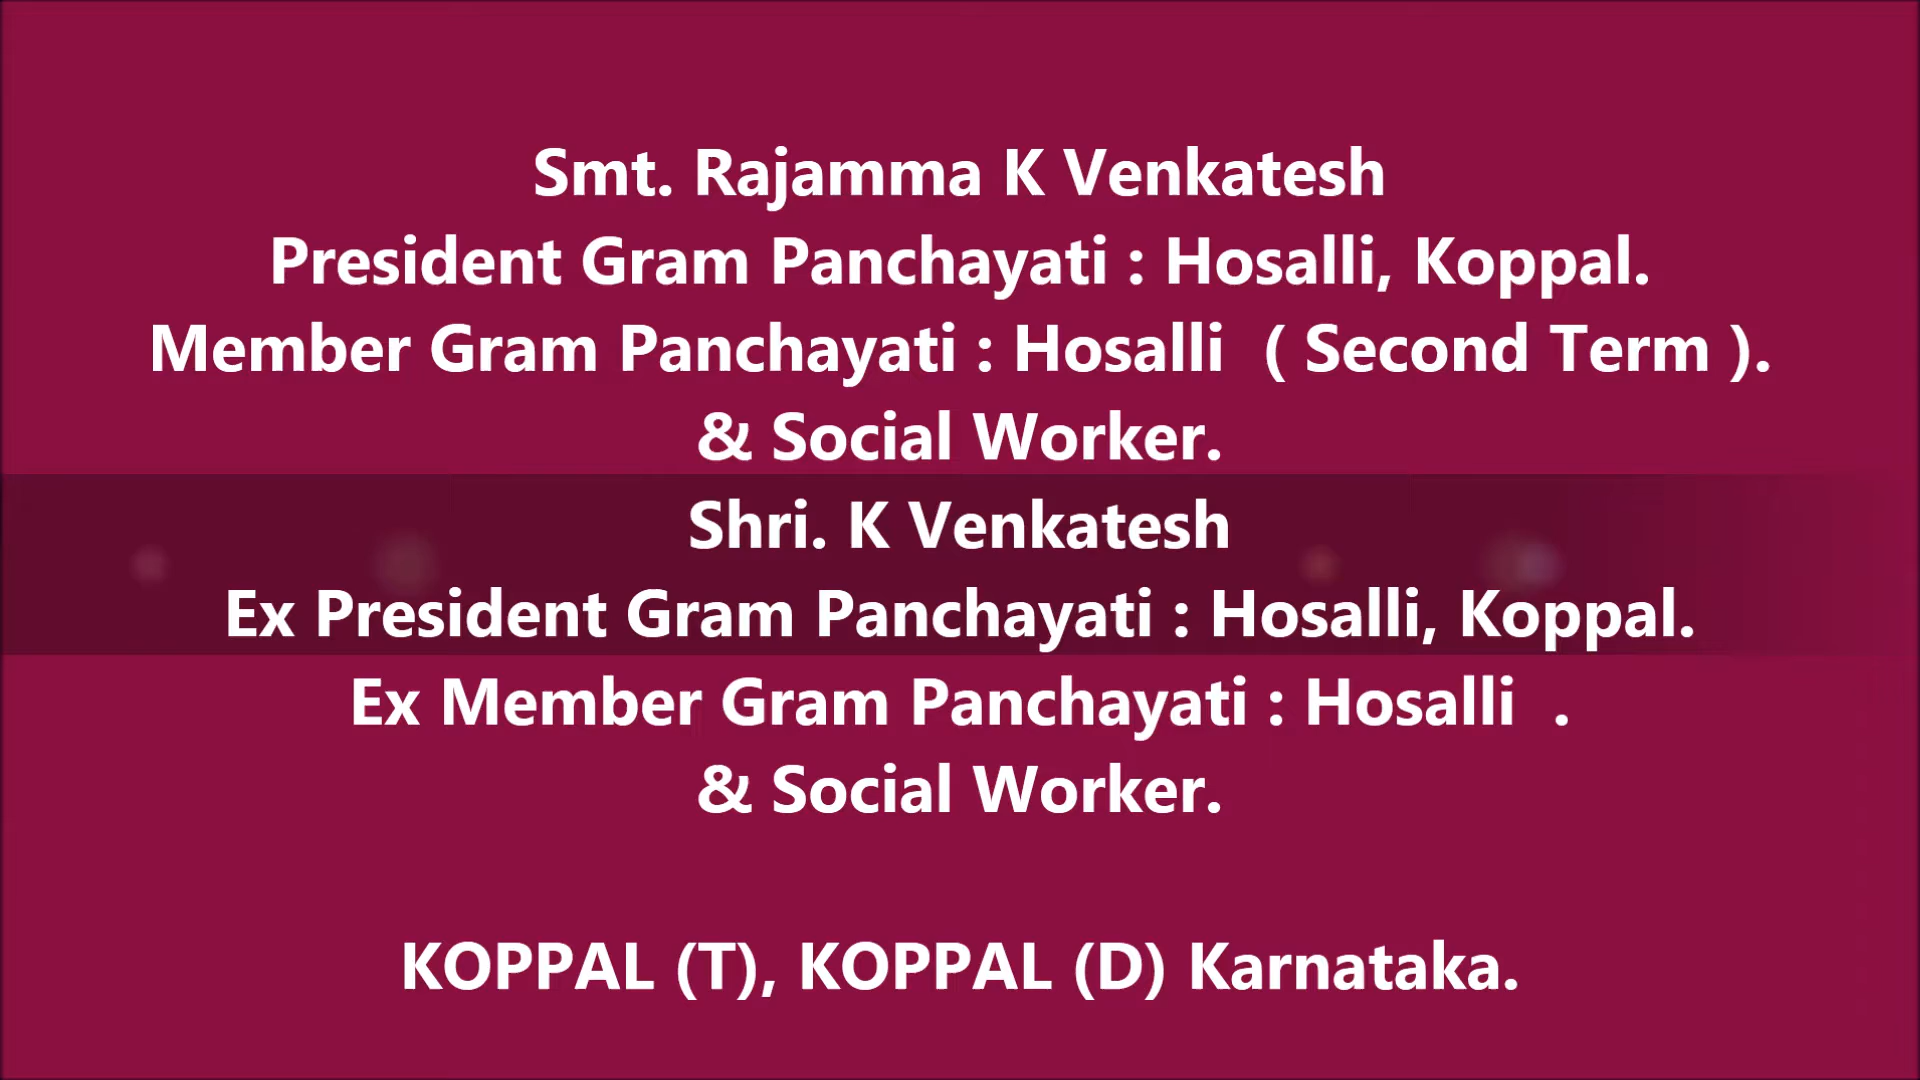 Smt. Rajamma K Venkatesh
President Gram Panchayati : Hosalli, Koppal.
Member Gram Panchayati : Hosalli  ( Second Term ).
& Social Worker.
Shri. K Venkatesh
Ex President Gram Panchayati : Hosalli, Koppal.
Ex Member Gram Panchayati : Hosalli  .
& Social Worker.
KOPPAL (T), KOPPAL (D) Karnataka.